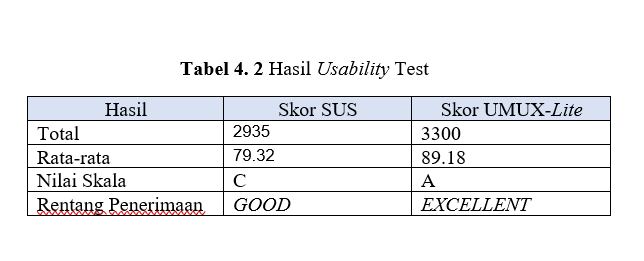 Tabel 4. 2 Hasil Usability Test
Hasil Skor SUS Skor UMUX-Lite
Total 2935 3300
Rata-rata 79.32 89.18
Nilai Skala C A
Rentang Penerimaan GOOD EXCELLENT